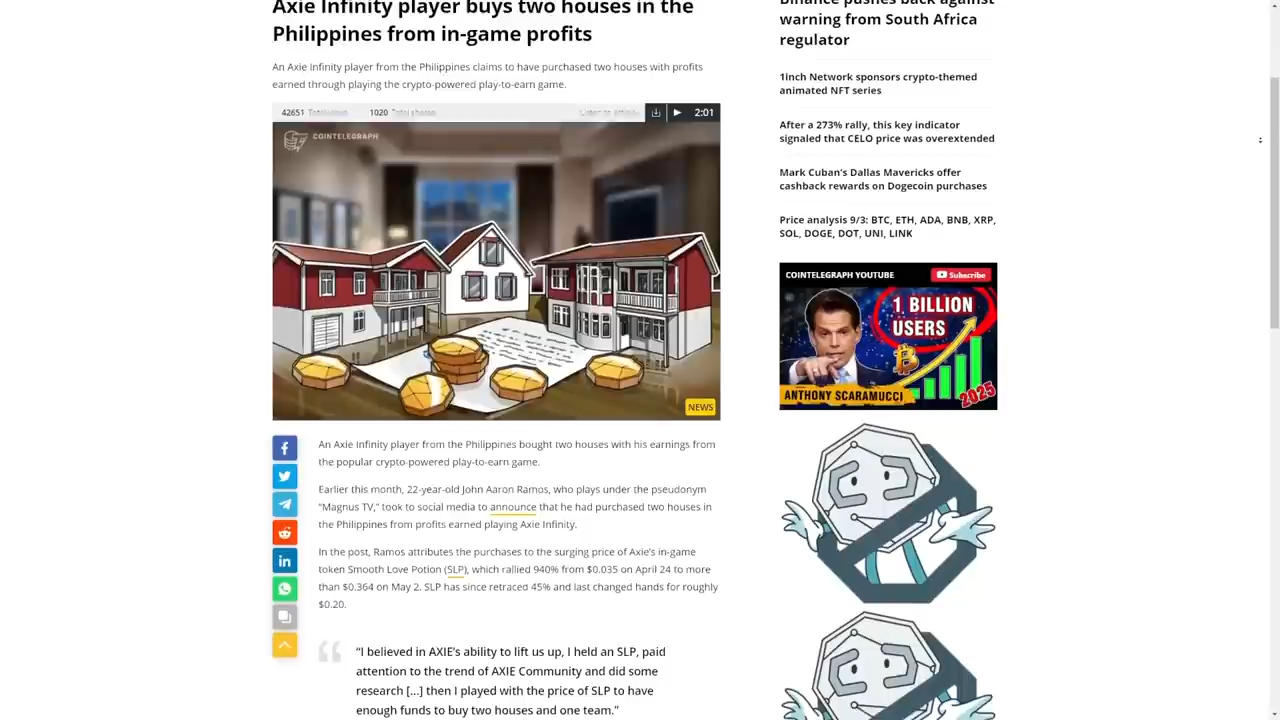 Axie Infinity player buys two houses in the
Philippines from in-game profits
An Axie Infinity player from the Philippines claims to have purchased two houses with profits
earned through playing the crypto-powered play-to-earn game.
42651 Total views
1020 Total shares
Listen to article
2:01
COINTELEGRAPH
NEWS
An Axie Infinity player from the Philippines bought two houses with his earnings from
the popular crypto-powered play-to-earn game.
Earlier this month, 22-year-old John Aaron Ramos, who plays under the pseudonym
"Magnus TV," took to social media to announce that he had purchased two houses in
the Philippines from profits earned playing Axie Infinity.
In the post, Ramos attributes the purchases to the surging price of Axie's in-game
token Smooth Love Potion (SLP), which rallied 940% from $0.035 on April 24 to more
than $0.364 on May 2. SLP has since retraced 45% and last changed hands for roughly
$0.20.
“I believed in AXIE’s ability to lift us up, I held an SLP, paid
attention to the trend of AXIE Community and did some
research [...] then I played with the price of SLP to have
enough funds to buy two houses and one team.”
Binance pushes back against
warning from South Africa
regulator
1inch Network sponsors crypto-themed
animated NFT series
After a 273% rally, this key indicator
signaled that CELO price was overextended
Mark Cuban’s Dallas Mavericks offer
cashback rewards on Dogecoin purchases
Price analysis 9/3: BTC, ETH, ADA, BNB, XRP,
SOL, DOGE, DOT, UNI, LINK
COINTELEGRAPH YOUTUBE
Subscribe
1 BILLION
USERS
ANTHONY SCARAMUCCI
2025